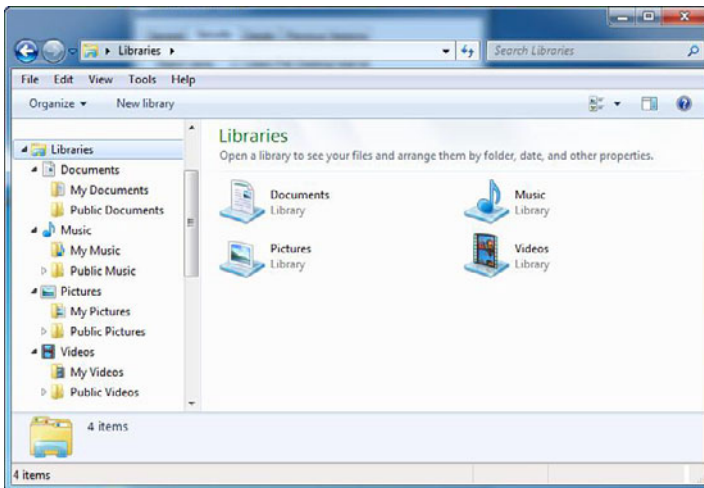 Libraries
Search Libraries
File Edit View Tools Help
Organize New library
Libraries
Documents
My Documents
Public Documents
Music
My Music
Public Music
Pictures
My Pictures
Public Pictures
Videos
My Videos
Public Videos
Libraries
Open a library to see your files and arrange them by folder, date, and other properties.
Documents
Library
Music
Library
Pictures
Library
Videos
Library
4 items
4 items